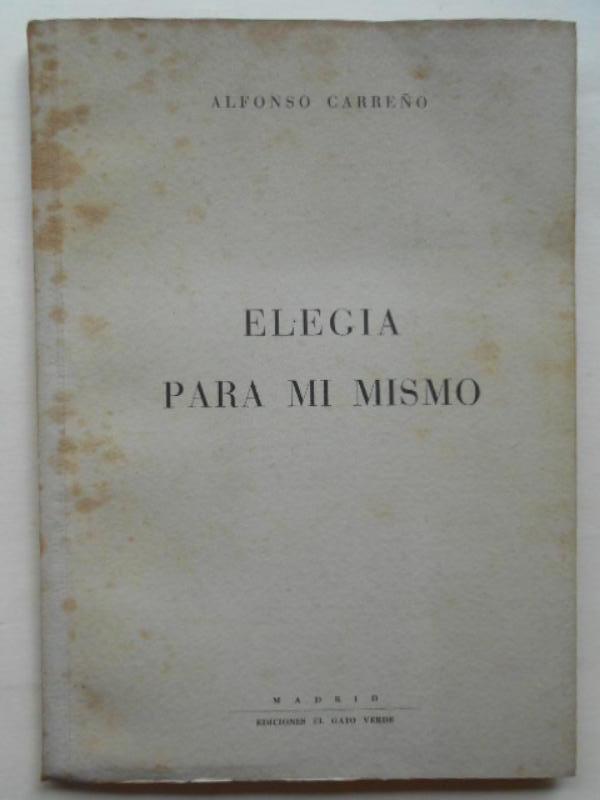 ALFONSO CARREÑO
ELEGIA
PARA MI MISMO
MADRID
EDICIONES EL GATO VERDE